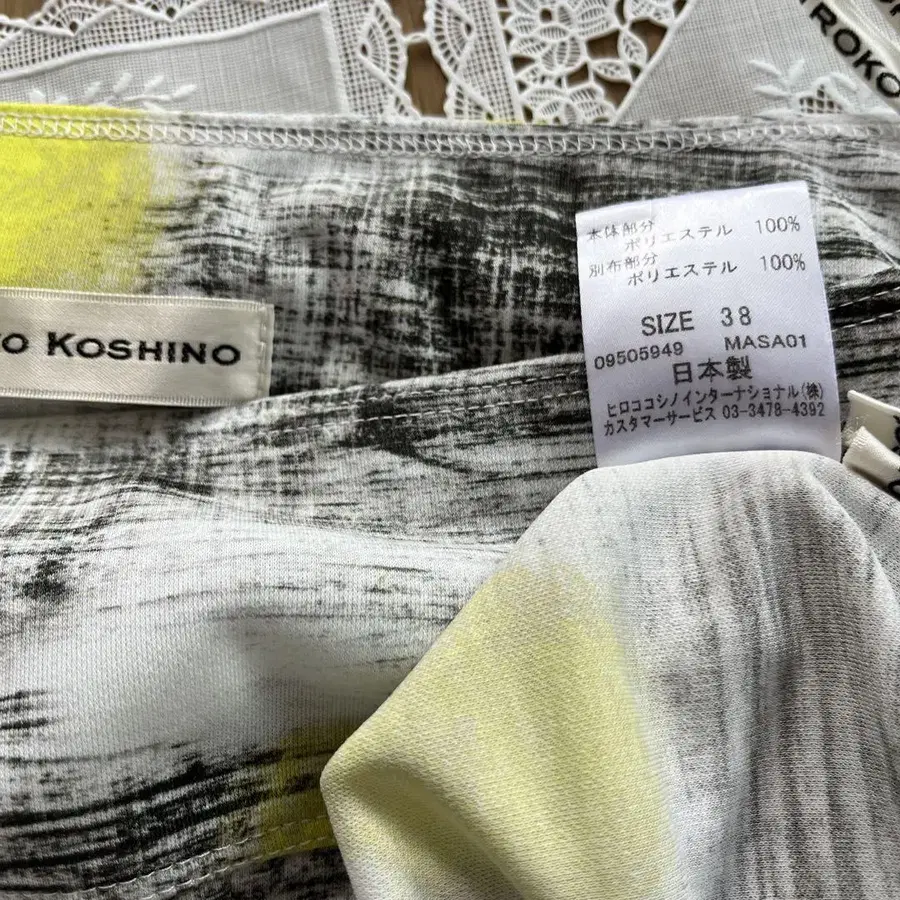 ROKO
O KOSHINO
本体部分
ポリエステル 100%
別布部分
ポリエステル 100%
SIZE 38
09505949 MASA01
日本製
ヒロココシノインターナショナル(株)
カスタマーサービス 03-3478-4392